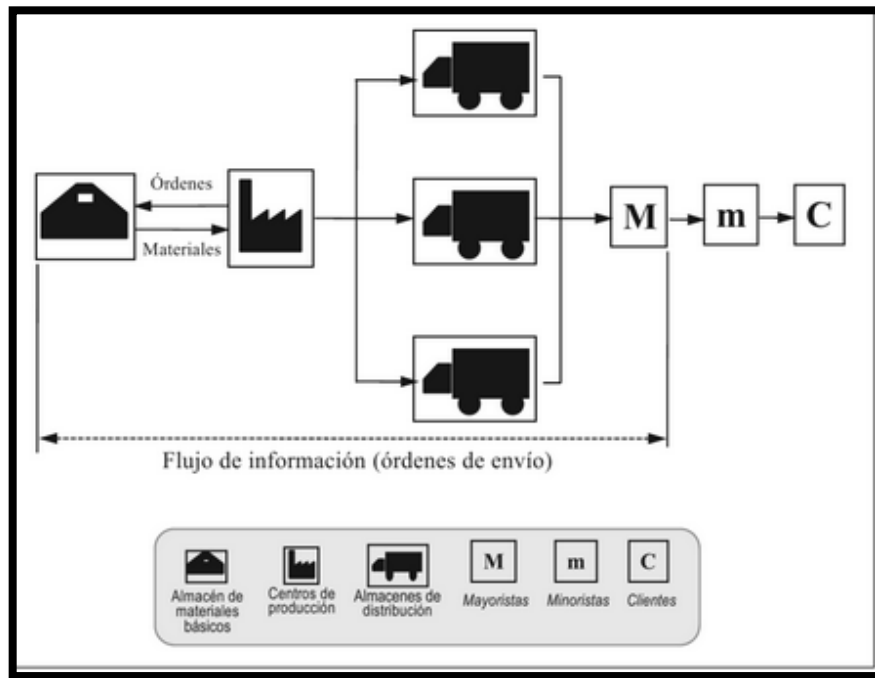 Órdenes
Materiales
M
m
C
Flujo de información (órdenes de envío)
M
m
C
Almacén de
materiales
básicos
Centros de
producción
Almacenes de
distribución
Mayoristas
Minoristas
Clientes